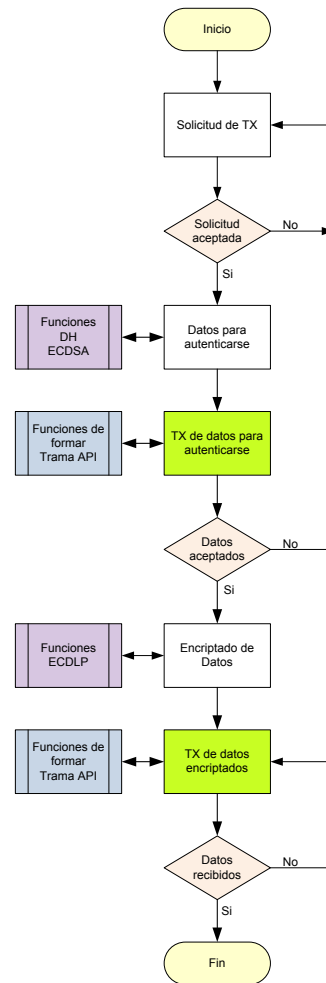 Inicio
Solicitud de TX
Solicitud
aceptada
No
Si
Funciones
DH
ECDSA
Datos para
autenticarse
Funciones de
formar
Trama API
TX de datos para
autenticarse
Datos
aceptados
No
Si
Funciones
ECDLP
Encriptado de
Datos
Funciones de
formar
Trama API
TX de datos
encriptados
Datos
recibidos
No
Si
Fin